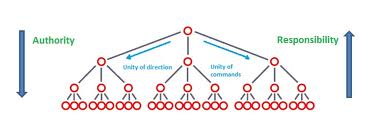 Authority
Responsibility
Unity of direction
Unity of
commands